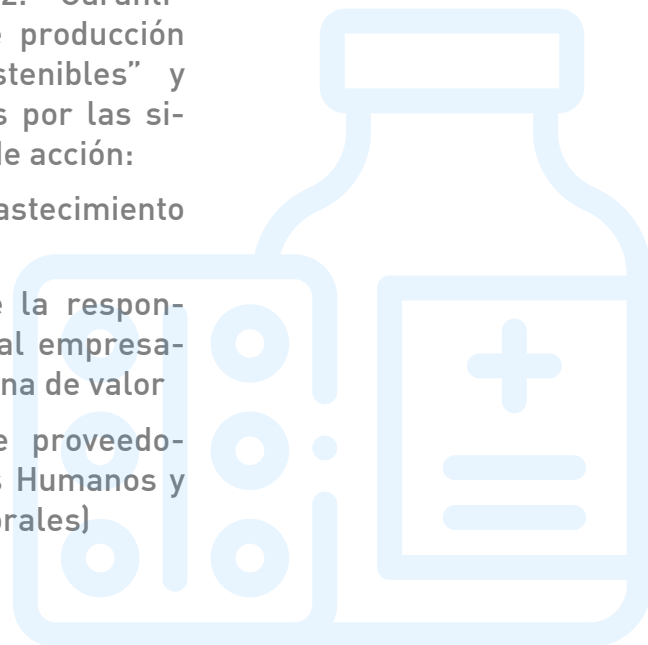 2. Garanti-
e producción
stenibles” y
s por las si-
de acción:
astecimiento
e la respon-
al empresa-
na de valor
e proveedo-
s Humanos y
orales)